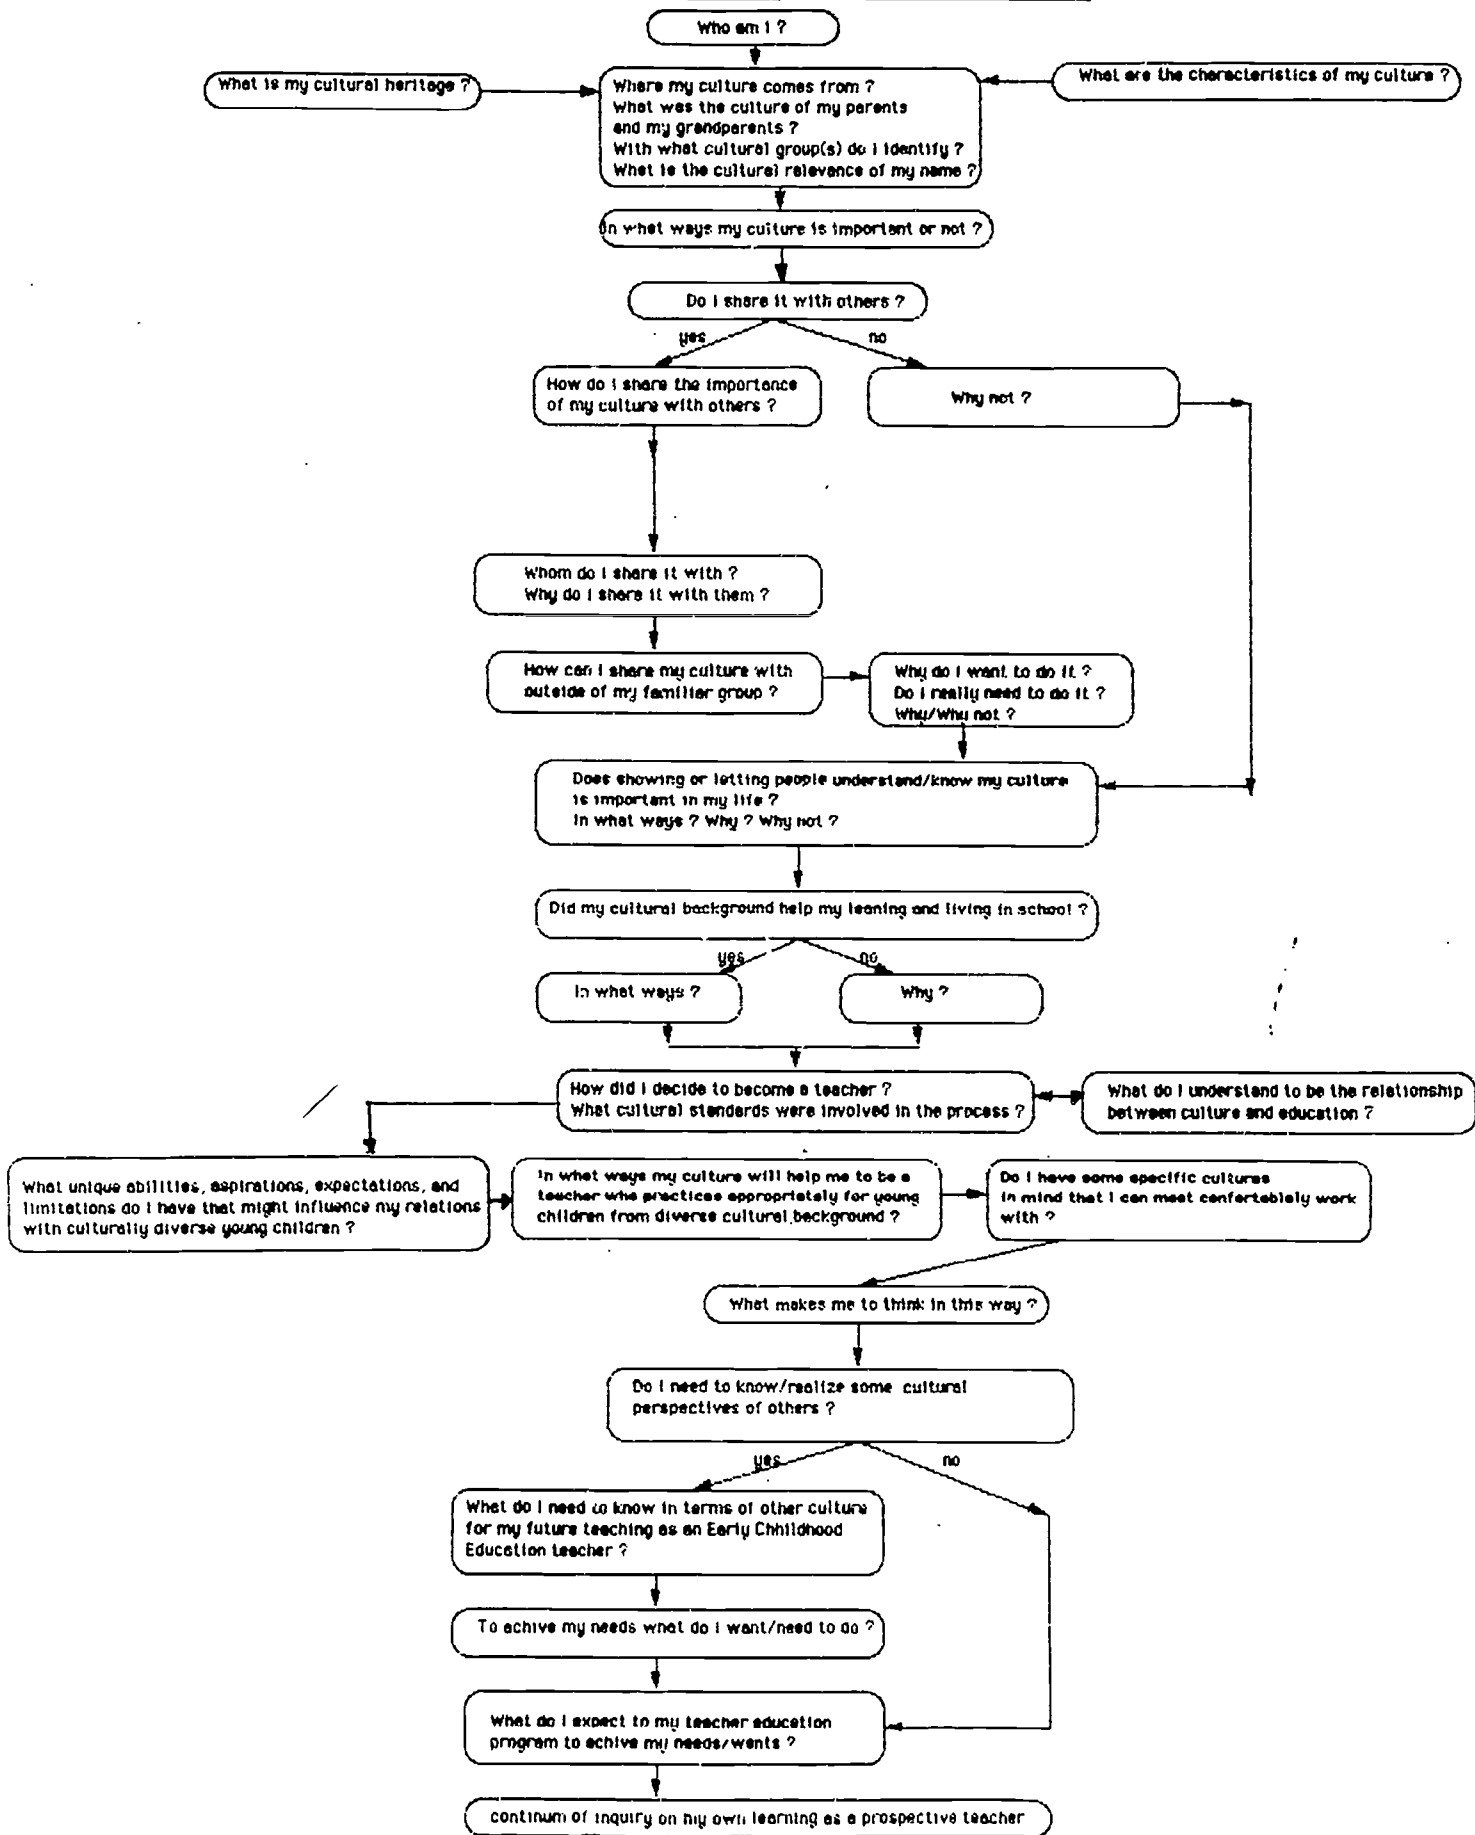 Who am I ?
What is my cultural heritage ?
Where my culture comes from ?
What was the culture of my parents
and my grandparents ?
With what cultural group(s) do I identify ?
What is the cultural relevance of my name ?
What are the characteristics of my culture ?
In what ways my culture is important or not ?
Do I share it with others ?
yes
no
How do I share the importance
of my culture with others ?
Why not ?
Whom do I share it with ?
Why do I share it with them ?
How can I share my culture with
outside of my familiar group ?
Why do I want to do it ?
Do I really need to do it ?
Why/Why not ?
Does showing or letting people understand/know my culture
is important in my life ?
In what ways ? Why ? Why not ?
Did my cultural background help my leaning and living in school ?
yes
no
In what ways ?
Why ?
How did I decide to become a teacher ?
What cultural standards were involved in the process ?
What do I understand to be the relationship
between culture and education ?
What unique abilities, aspirations, expectations, and
limitations do I have that might influence my relations
with culturally diverse young children ?
In what ways my culture will help me to be a
teacher who practices appropriately for young
children from diverse cultural background ?
Do I have some specific cultures
in mind that I can most confortablely work
with ?
What makes me to think in this way ?
Do I need to know/realize some cultural
perspectives of others ?
yes
no
What do I need to know in terms of other culture
for my future teaching as an Early Chhildhood
Education teacher ?
To achive my needs what do I want/need to do ?
What do I expect to my teacher education
program to achive my needs/wants ?
continum of inquiry on my own learning as a prospective teacher